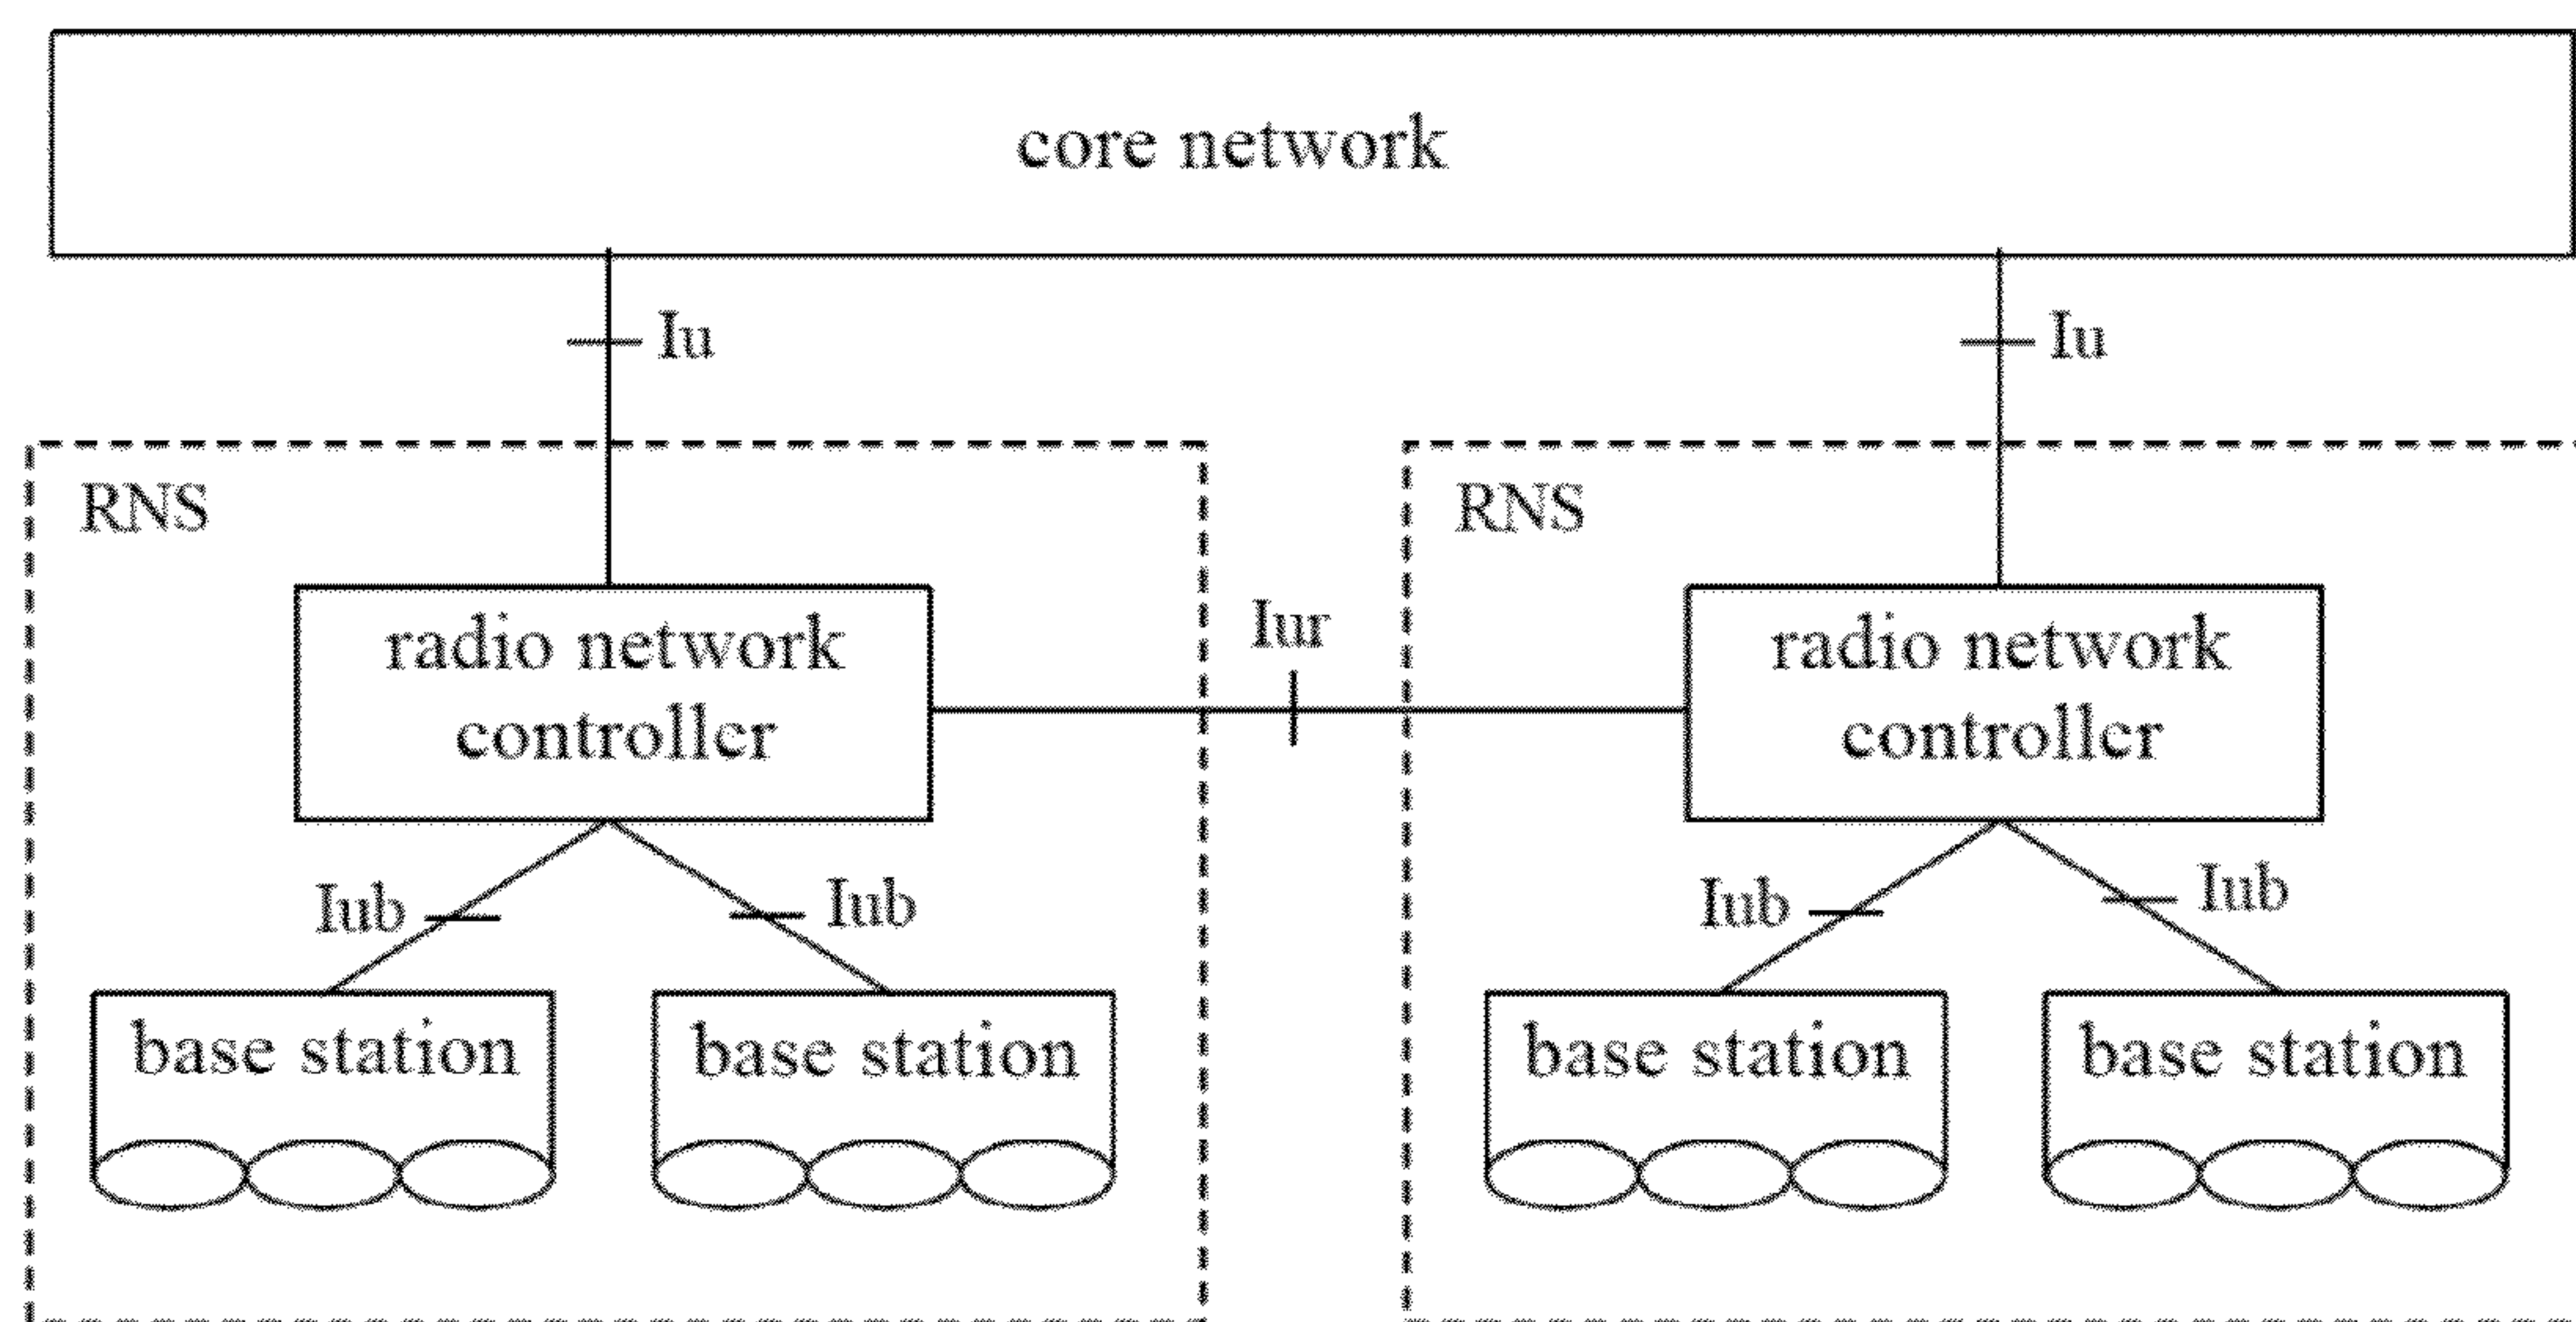 core network
Iu
Iu
RNS
RNS
radio network
controller
Iur
radio network
controller
Iub
Iub
Iub
Iub
base station
base station
base station
base station